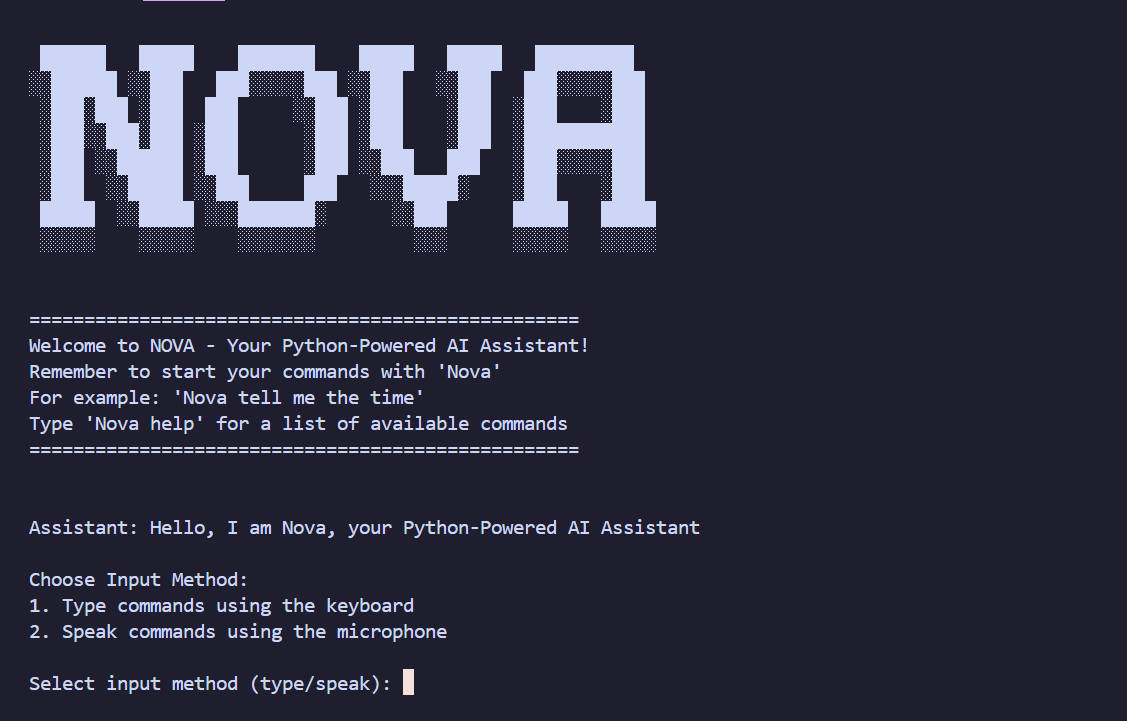 NOVA
==================================================
Welcome to NOVA - Your Python-Powered AI Assistant!
Remember to start your commands with 'Nova'
For example: 'Nova tell me the time'
Type 'Nova help' for a list of available commands
==================================================
Assistant: Hello, I am Nova, your Python-Powered AI Assistant
Choose Input Method:
1. Type commands using the keyboard
2. Speak commands using the microphone
Select input method (type/speak):